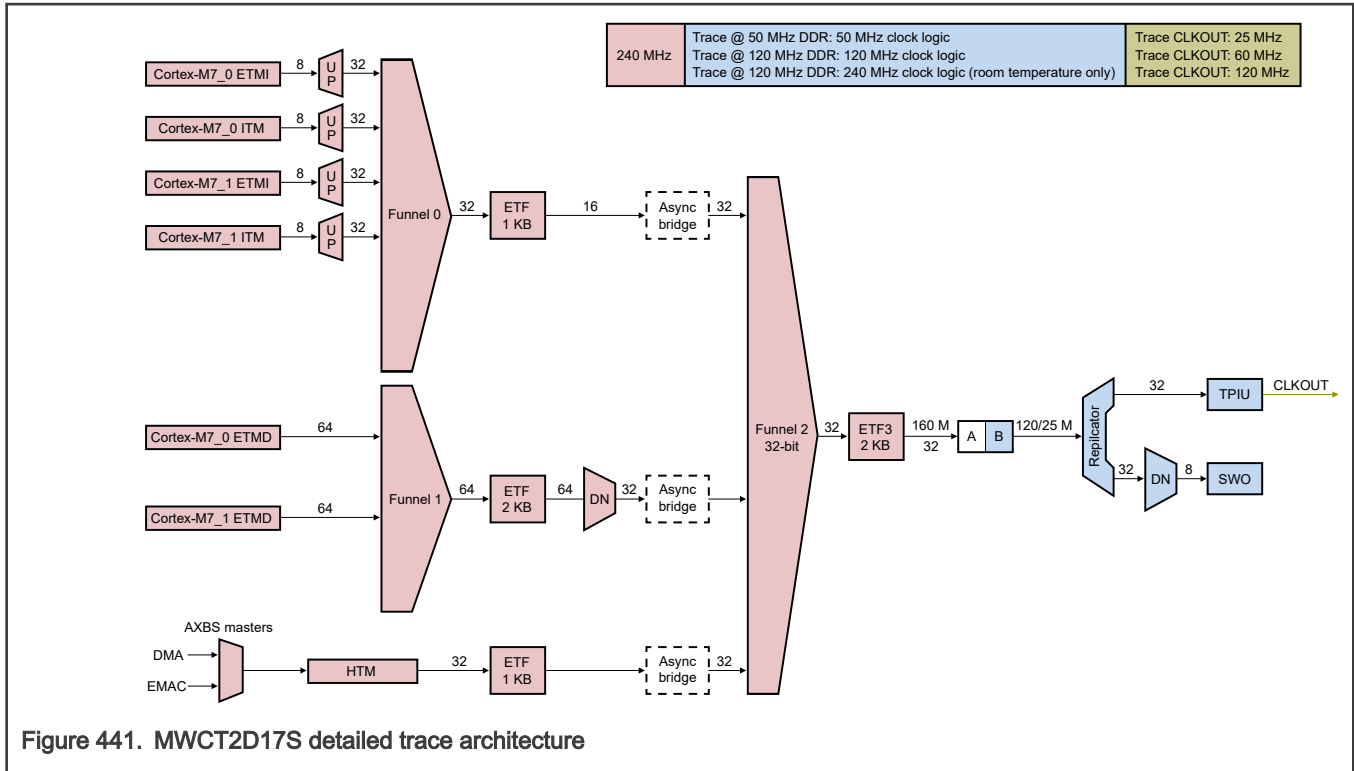 240 MHz
Trace @ 50 MHz DDR: 50 MHz clock logic
Trace @ 120 MHz DDR: 120 MHz clock logic
Trace @ 120 MHz DDR: 240 MHz clock logic (room temperature only)
Trace CLKOUT: 25 MHz
Trace CLKOUT: 60 MHz
Trace CLKOUT: 120 MHz
Cortex-M7_0 ETMI
8
U
P
32
Cortex-M7_0 ITM
8
U
P
32
Cortex-M7_1 ETMI
8
U
P
32
Cortex-M7_1 ITM
8
U
P
32
Funnel 0
32
ETF
1 KB
16
Async
bridge
32
Cortex-M7_0 ETMD
64
Cortex-M7_1 ETMD
64
Funnel 1
64
ETF
2 KB
64
DN
32
Async
bridge
AXBS masters
DMA
EMAC
HTM
32
ETF
1 KB
Async
bridge
32
Funnel 2
32-bit
32
ETF3
2 KB
160 M
32
A
B
120/25 M
Repilcator
32
TPIU
CLKOUT
32
DN
8
SWO
Figure 441. MWCT2D17S detailed trace architecture